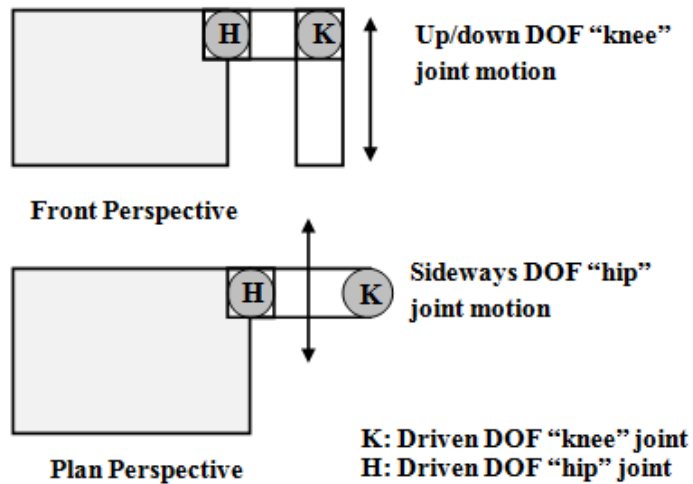 H
K
Up/down DOF “knee”
joint motion
Front Perspective
H
K
Sideways DOF “hip”
joint motion
K: Driven DOF “knee” joint
H: Driven DOF “hip” joint
Plan Perspective